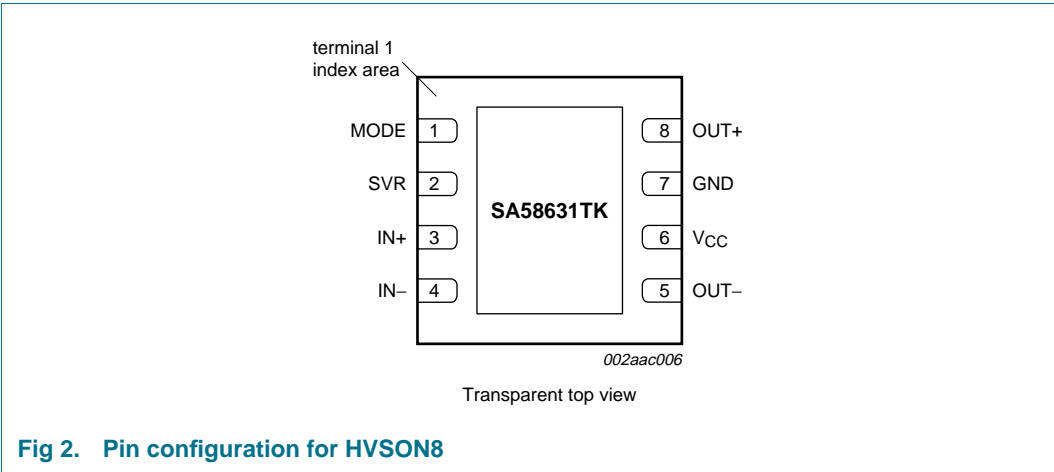 terminal 1
index area
MODE 1 8 OUT+
SVR 2 7 GND
SA58631TK
IN+ 3 6 VCC
IN− 4 5 OUT−
002aac006
Transparent top view
Fig 2. Pin configuration for HVSON8